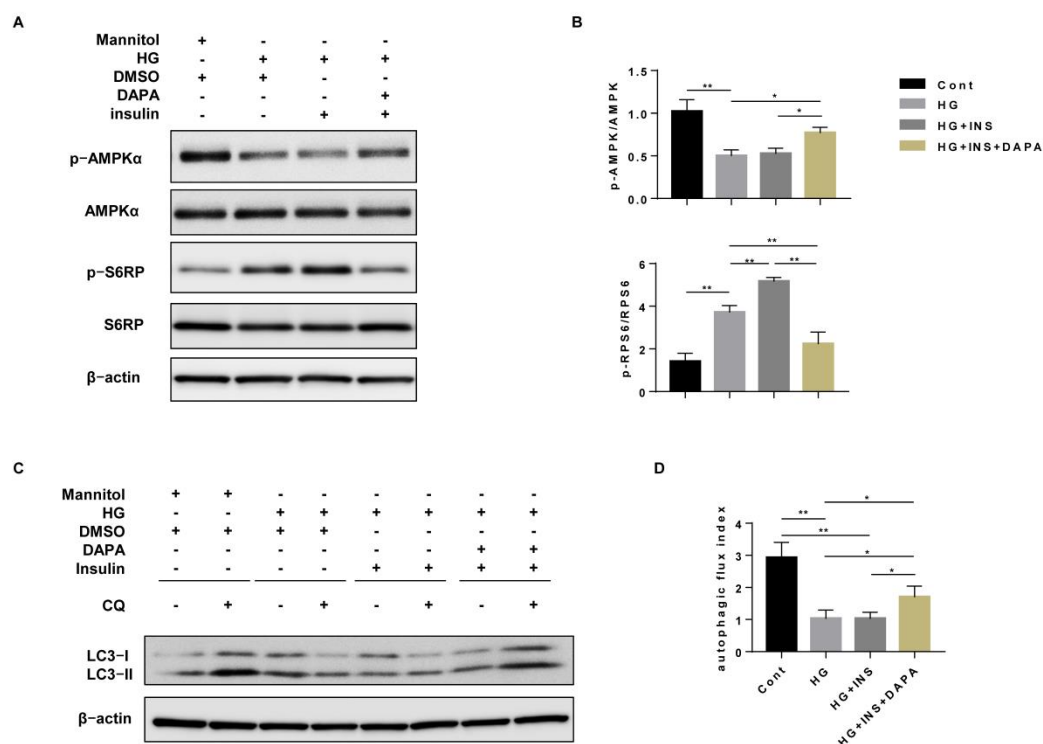 A
Mannitol + - - -
HG - + + +
DMSO + + - -
DAPA - - - +
insulin - - + +
p-AMPKα
AMPKα
p-S6RP
S6RP
β-actin
B
p-AMPK/AMPK
1.5
1.0
0.5
0.0
** * *
Cont
HG
HG+INS
HG+INS+DAPA
p-RPS6/RPS6
6
4
2
0
**
** ** **
C
Mannitol + + - - - - - -
HG - - + + + + + +
DMSO + + + + - - - -
DAPA - - - - - - + +
Insulin - - - - + + + +
CQ - + - + - + - +
LC3-I
LC3-II
β-actin
D
autophagic flux index
4
3
2
1
0
*
**
**
*
*
Cont
HG
HG+INS
HG+INS+DAPA